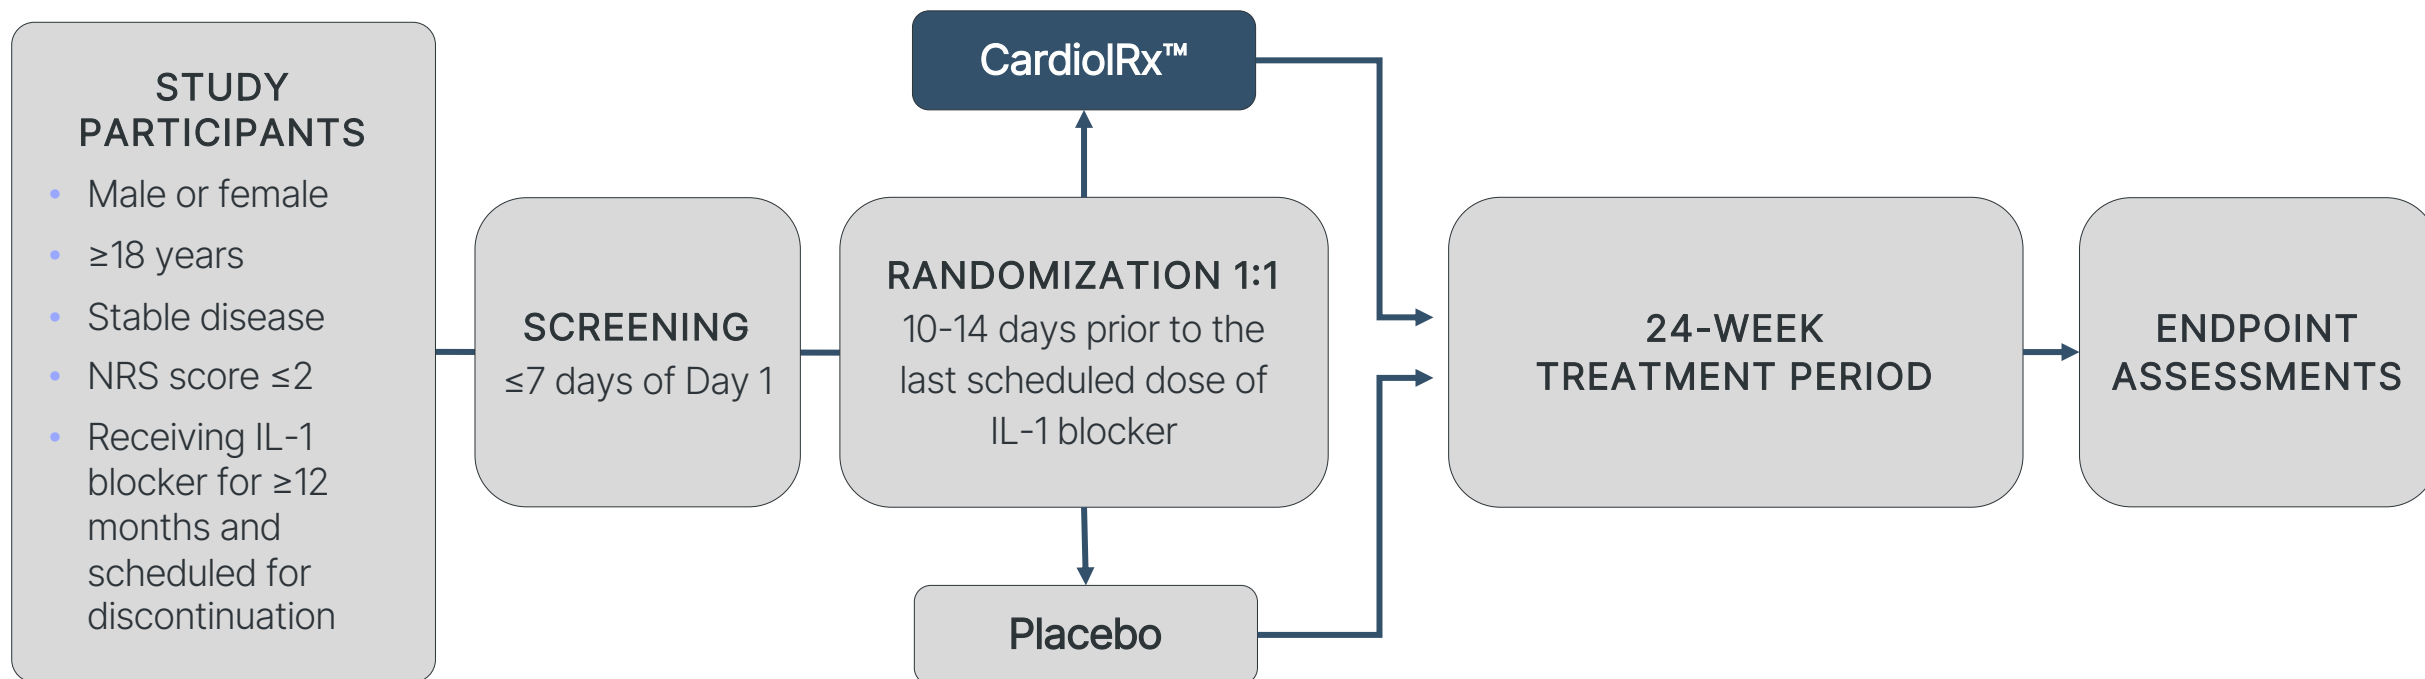 STUDY
PARTICIPANTS
• Male or female
• ≥18 years
• Stable disease
• NRS score ≤2
• Receiving IL-1
blocker for ≥12
months and
scheduled for
discontinuation
SCREENING
≤7 days of Day 1
CardiolRx™
RANDOMIZATION 1:1
10-14 days prior to the
last scheduled dose of
IL-1 blocker
Placebo
24-WEEK
TREATMENT PERIOD
ENDPOINT
ASSESSMENTS